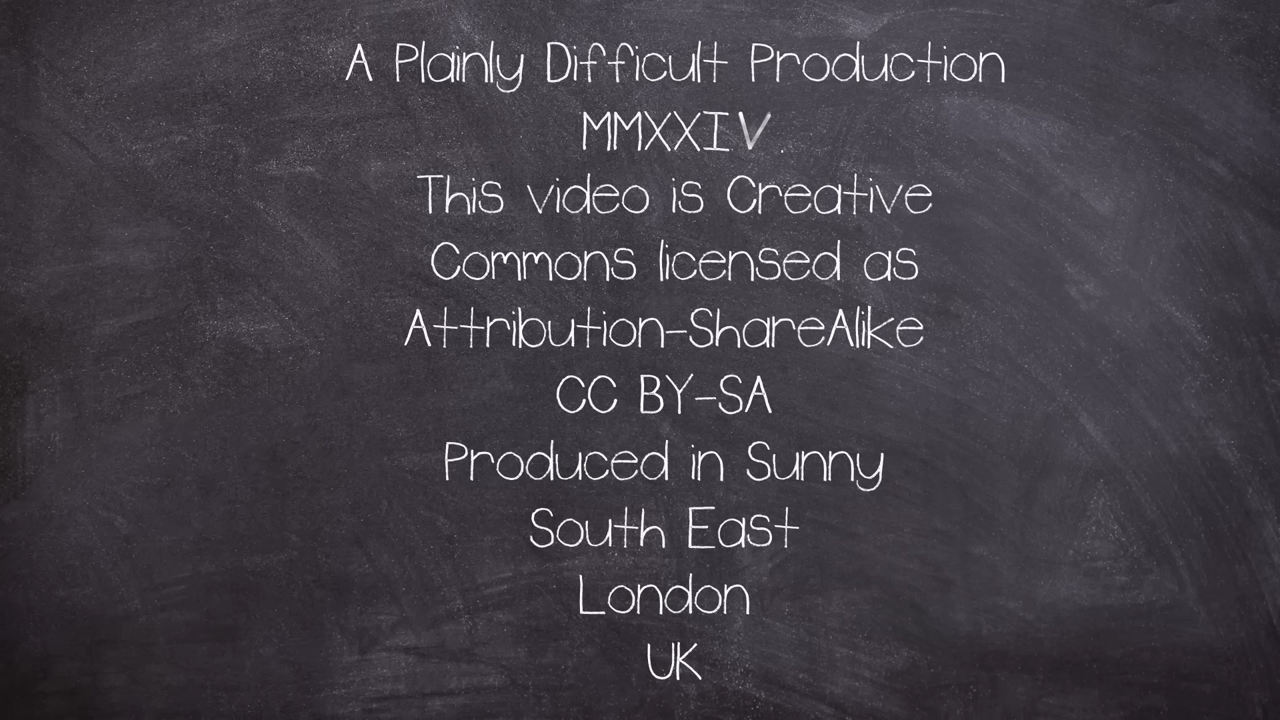 A Plainly Difficult Production
MMXXIV
This video is Creative
Commons licensed as
Attribution-ShareAlike
CC BY-SA
Produced in Sunny
South East
London
UK